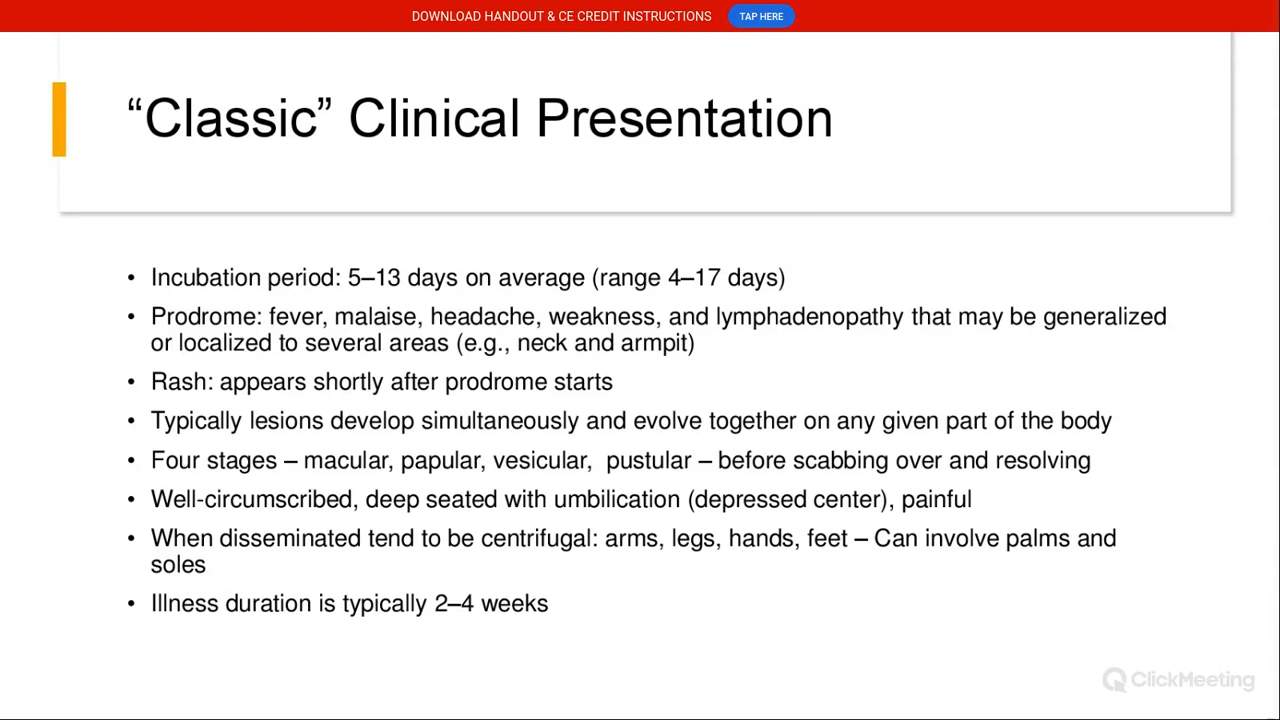 DOWNLOAD HANDOUT & CE CREDIT INSTRUCTIONS TAP HERE
“Classic” Clinical Presentation
• Incubation period: 5–13 days on average (range 4–17 days)
• Prodrome: fever, malaise, headache, weakness, and lymphadenopathy that may be generalized
or localized to several areas (e.g., neck and armpit)
• Rash: appears shortly after prodrome starts
• Typically lesions develop simultaneously and evolve together on any given part of the body
• Four stages – macular, papular, vesicular,  pustular – before scabbing over and resolving
• Well-circumscribed, deep seated with umbilication (depressed center), painful
• When disseminated tend to be centrifugal: arms, legs, hands, feet – Can involve palms and
soles
• Illness duration is typically 2–4 weeks
ClickMeeting